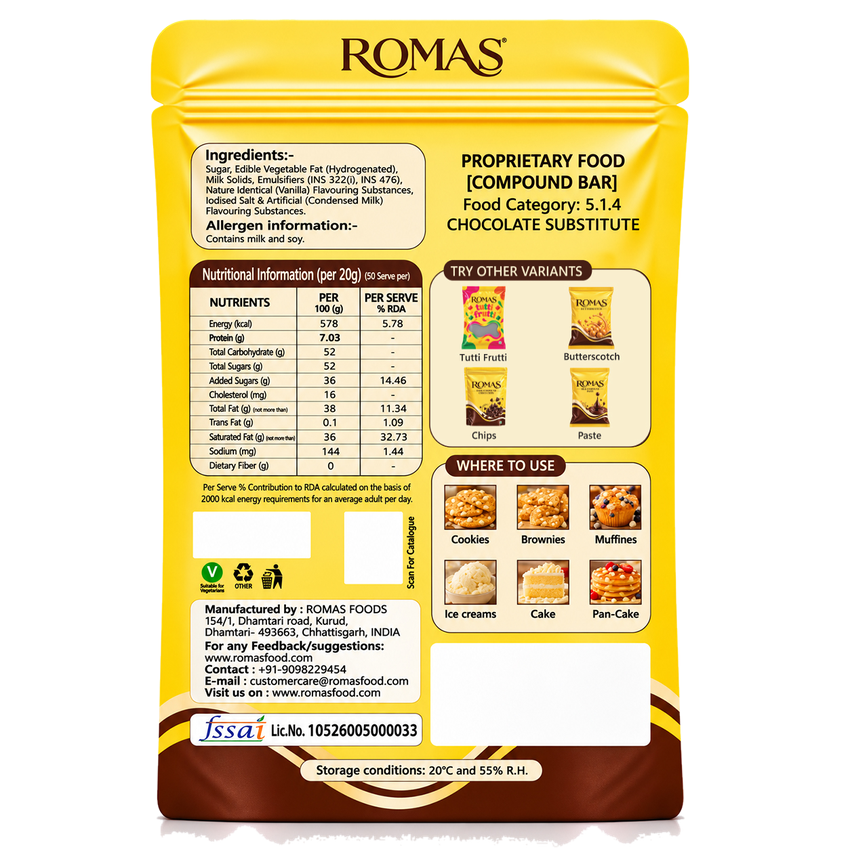 ROMAS®
Ingredients:-
Sugar, Edible Vegetable Fat (Hydrogenated),
Milk Solids, Emulsifiers (INS 322(i), INS 476),
Nature Identical (Vanilla) Flavouring Substances,
Iodised Salt & Artificial (Condensed Milk)
Flavouring Substances.
Allergen information:-
Contains milk and soy.
PROPRIETARY FOOD
[COMPOUND BAR]
Food Category: 5.1.4
CHOCOLATE SUBSTITUTE
Nutritional Information (per 20g) (50 Serve per)
NUTRIENTS PER 100 (g) PER SERVE % RDA
Energy (kcal) 578 5.78
Protein (g) 7.03 -
Total Carbohydrate (g) 52 -
Total Sugars (g) 52 -
Added Sugars (g) 36 14.46
Cholesterol (mg) 16 -
Total Fat (g) (not more than) 38 11.34
Trans Fat (g) 0.1 1.09
Saturated Fat (g) (not more than) 36 32.73
Sodium (mg) 144 1.44
Dietary Fiber (g) 0 -
Per Serve % Contribution to RDA calculated on the basis of
2000 kcal energy requirements for an average adult per day.
TRY OTHER VARIANTS
ROMAS
tutti
frutti
ROMAS
Tutti Frutti
Butterscotch
ROMAS
ROMAS
Chips
Paste
WHERE TO USE
Cookies
Brownies
Muffines
Ice creams
Cake
Pan-Cake
Scan For Catalogue
V
Suitable for
Vegetarians
OTHER
Manufactured by : ROMAS FOODS
154/1, Dhamtari road, Kurud,
Dhamtari- 493663, Chhattisgarh, INDIA
For any Feedback/suggestions:
www.romasfood.com
Contact : +91-9098229454
E-mail : customercare@romasfood.com
Visit us on : www.romasfood.com
fssai Lic.No. 10526005000033
Storage conditions: 20°C and 55% R.H.